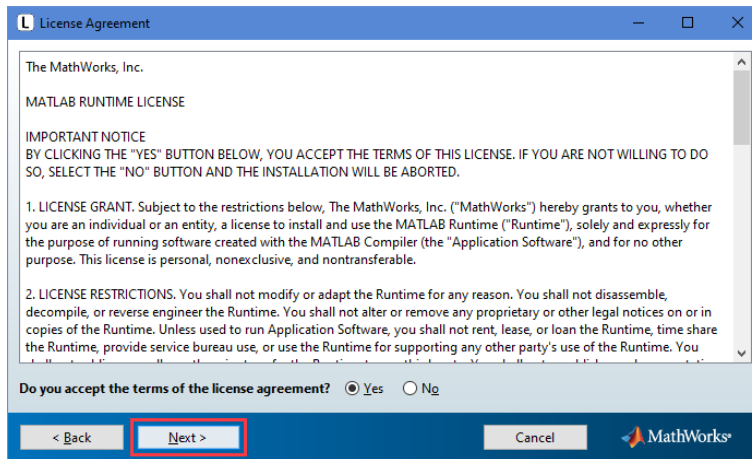 License Agreement
The MathWorks, Inc.
MATLAB RUNTIME LICENSE
IMPORTANT NOTICE
BY CLICKING THE "YES" BUTTON BELOW, YOU ACCEPT THE TERMS OF THIS LICENSE. IF YOU ARE NOT WILLING TO DO
SO, SELECT THE "NO" BUTTON AND THE INSTALLATION WILL BE ABORTED.
1. LICENSE GRANT. Subject to the restrictions below, The MathWorks, Inc. ("MathWorks") hereby grants to you, whether
you are an individual or an entity, a license to install and use the MATLAB Runtime ("Runtime"), solely and expressly for
the purpose of running software created with the MATLAB Compiler (the "Application Software"), and for no other
purpose. This license is personal, nonexclusive, and nontransferable.
2. LICENSE RESTRICTIONS. You shall not modify or adapt the Runtime for any reason. You shall not disassemble,
decompile, or reverse engineer the Runtime. You shall not alter or remove any proprietary or other legal notices on or in
copies of the Runtime. Unless used to run Application Software, you shall not rent, lease, or loan the Runtime, time share
the Runtime, provide service bureau use, or use the Runtime for supporting any other party's use of the Runtime. You
Do you accept the terms of the license agreement? Yes No
< Back Next > Cancel MathWorks®